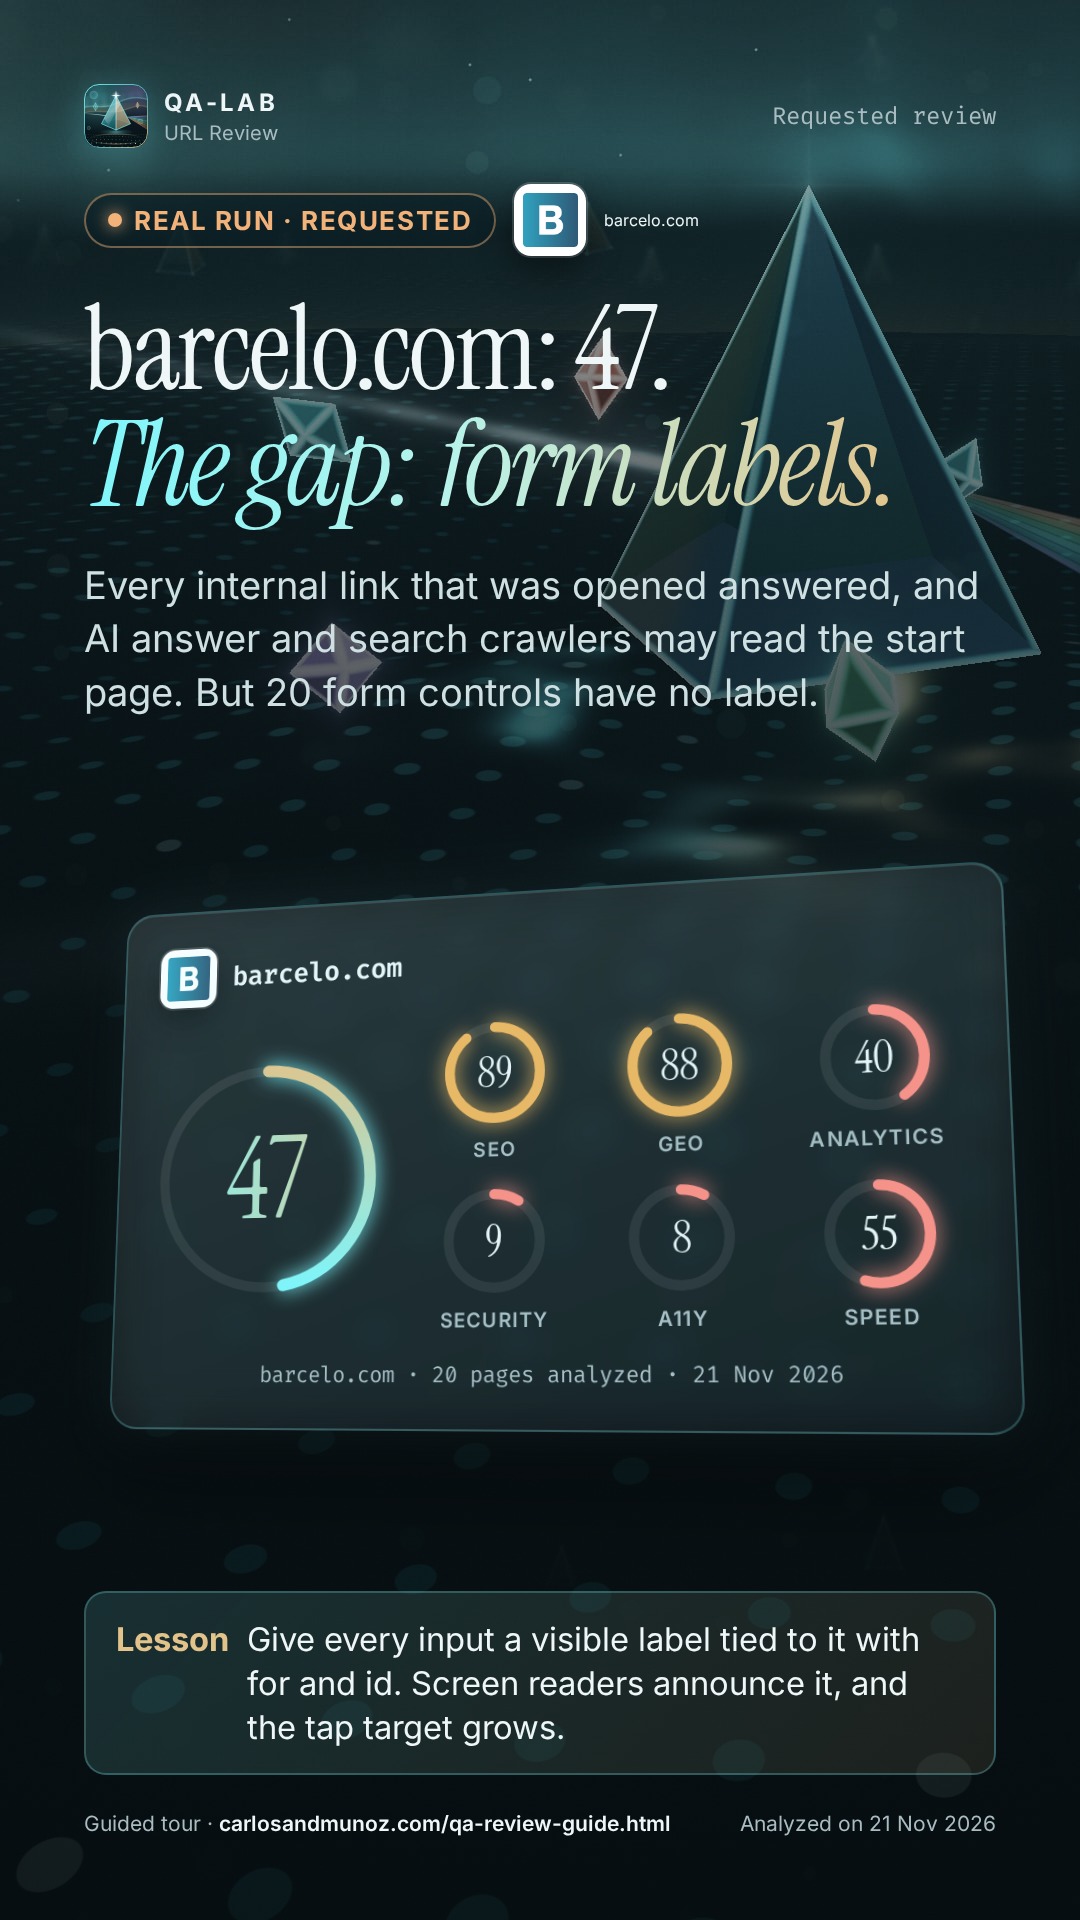 QA-LAB
URL Review
Requested review
REAL RUN · REQUESTED
B
barcelo.com
barcelo.com: 47.
The gap: form labels.
Every internal link that was opened answered, and
AI answer and search crawlers may read the start
page. But 20 form controls have no label.
B
barcelo.com
47
89
SEO
88
GEO
40
ANALYTICS
9
SECURITY
8
A11Y
55
SPEED
barcelo.com · 20 pages analyzed · 21 Nov 2026
Lesson
Give every input a visible label tied to it with
for and id. Screen readers announce it, and
the tap target grows.
Guided tour · carlosandmunoz.com/qa-review-guide.html
Analyzed on 21 Nov 2026